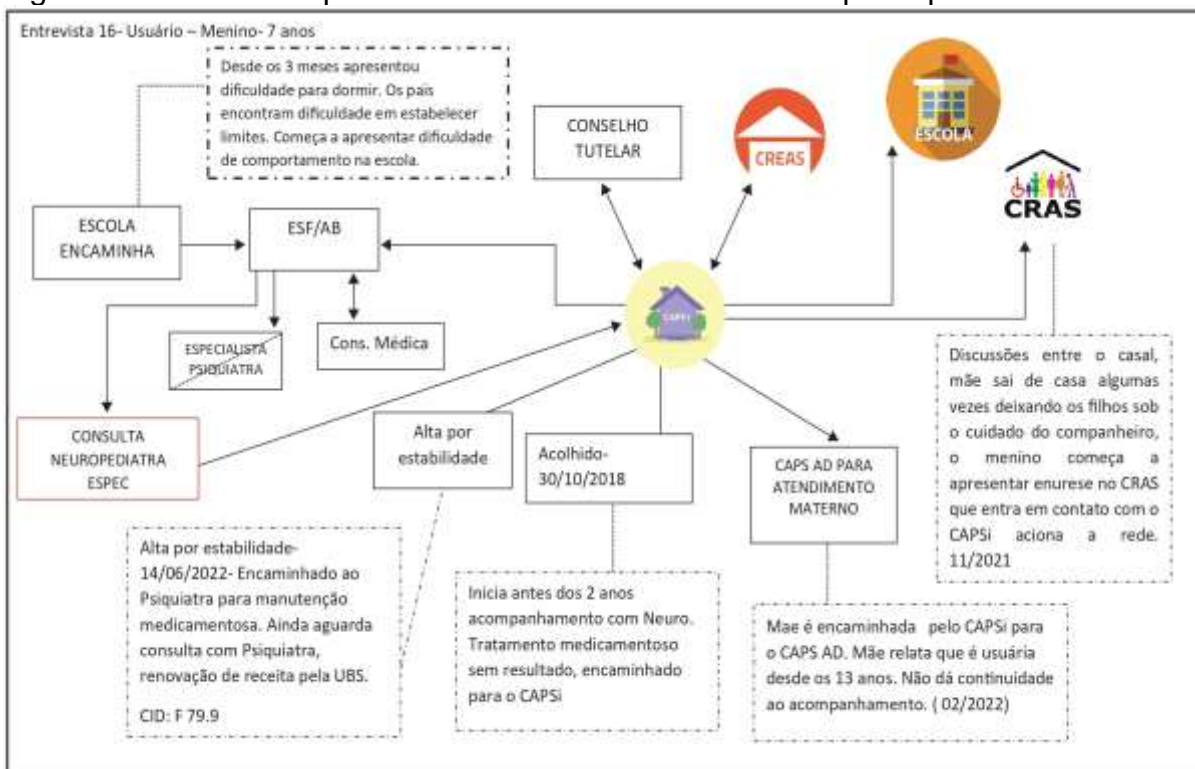 Entrevista 16- Usuário – Menino- 7 anos
Desde os 3 meses apresentou
dificuldade para dormir. Os pais
encontram dificuldade em estabelecer
limites. Começa a apresentar dificuldade
de comportamento na escola.
CONSELHO
TUTELAR
CREAS
ESCOLA
CRAS
ESCOLA
ENCAMINHA
ESF/AB
CAPSi
ESPECIALISTA
PSIQUIATRA
Cons. Médica
CONSULTA
NEUROPEDIATRA
ESPEC
Alta por
estabilidade
Acolhido-
30/10/2018
CAPS AD PARA
ATENDIMENTO
MATERNO
Discussões entre o casal,
mãe sai de casa algumas
vezes deixando os filhos sob
o cuidado do companheiro,
o menino começa a
apresentar enurese no CRAS
que entra em contato com o
CAPSi aciona a rede.
11/2021
Alta por estabilidade-
14/06/2022- Encaminhado ao
Psiquiatra para manutenção
medicamentosa. Ainda aguarda
consulta com Psiquiatra,
renovação de receita pela UBS.
CID: F 79.9
Inicia antes dos 2 anos
acompanhamento com Neuro.
Tratamento medicamentoso
sem resultado, encaminhado
para o CAPSi
Mae é encaminhada pelo CAPSi para
o CAPS AD. Mãe relata que é usuária
desde os 13 anos. Não dá continuidade
ao acompanhamento. ( 02/2022)